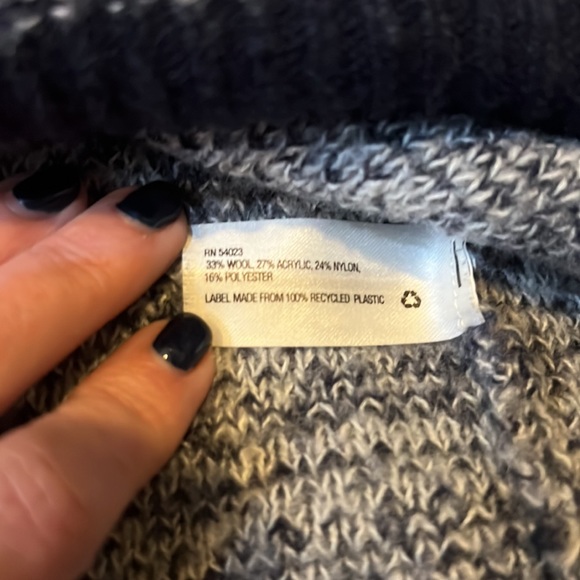 RN 54023
33% WOOL, 27% ACRYLIC, 24% NYLON,
16% POLYESTER
LABEL MADE FROM 100% RECYCLED PLASTIC